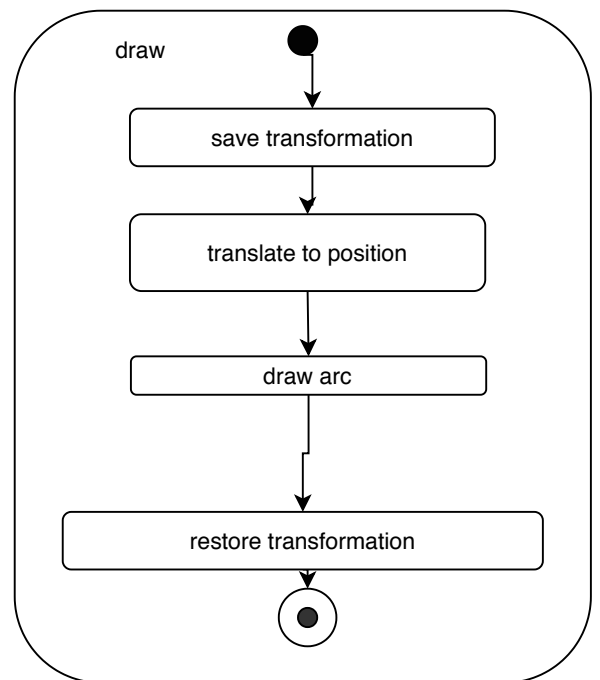 draw
save transformation
translate to position
draw arc
restore transformation